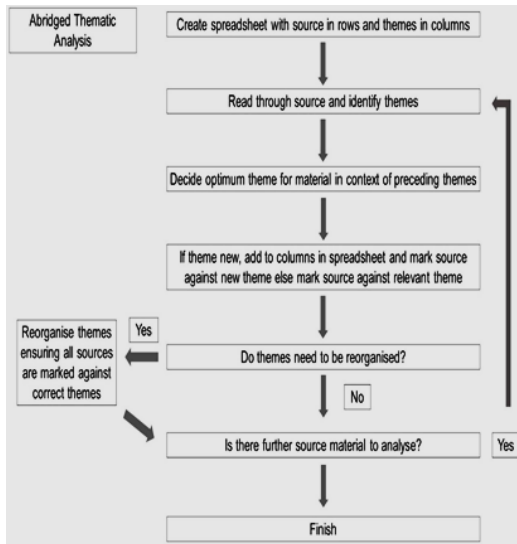 Abridged Thematic
Analysis
Create spreadsheet with source in rows and themes in columns
Read through source and identify themes
Decide optimum theme for material in context of preceding themes
If theme new, add to columns in spreadsheet and mark source
against new theme else mark source against relevant theme
Yes
Reorganise themes
ensuring all sources
are marked against
correct themes
Do themes need to be reorganised?
No
Is there further source material to analyse?
Yes
Finish